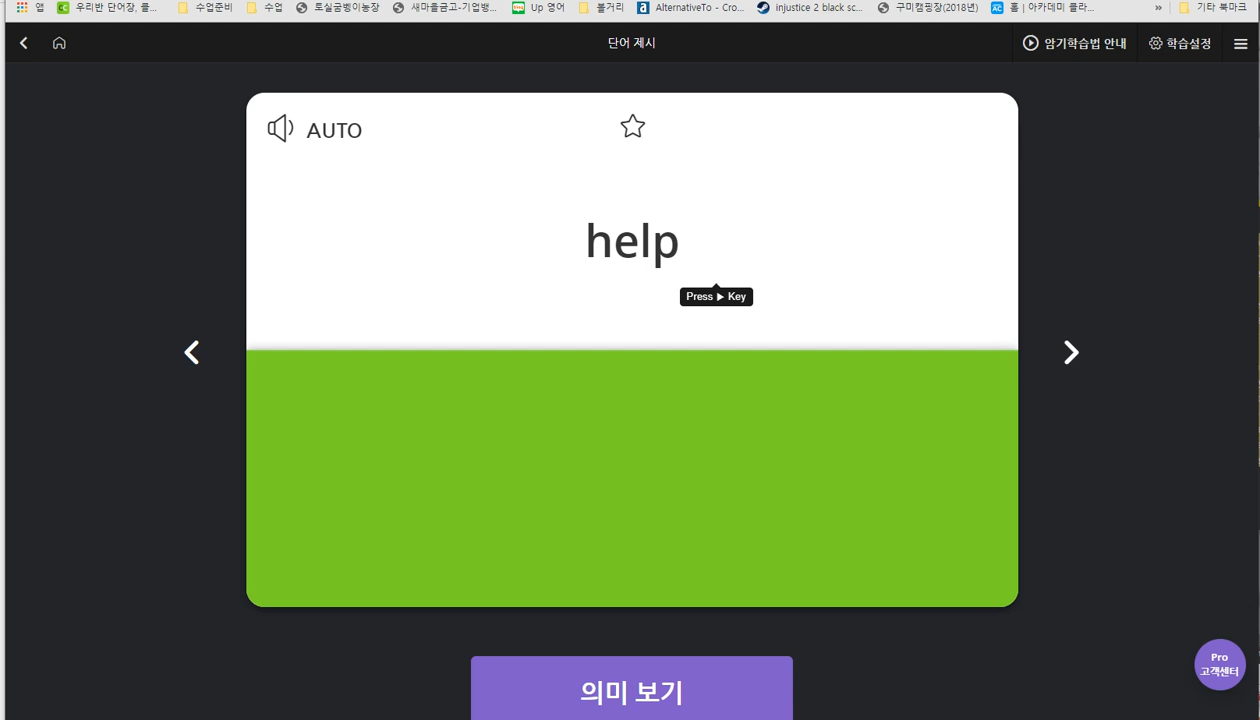 앱 우리반 단어장, 클... 수업준비 수업 토실굼벵이농장 새마을금고-기업뱅... Up 영어 볼거리 AlternativeTo - Cro... injustice 2 black sc... 구미캠핑장(2018년) 홈 | 아카데미 클라... » 기타 북마크
단어 제시 암기학습법 안내 학습설정
AUTO
help
Press ▶ Key
의미 보기
Pro
고객센터